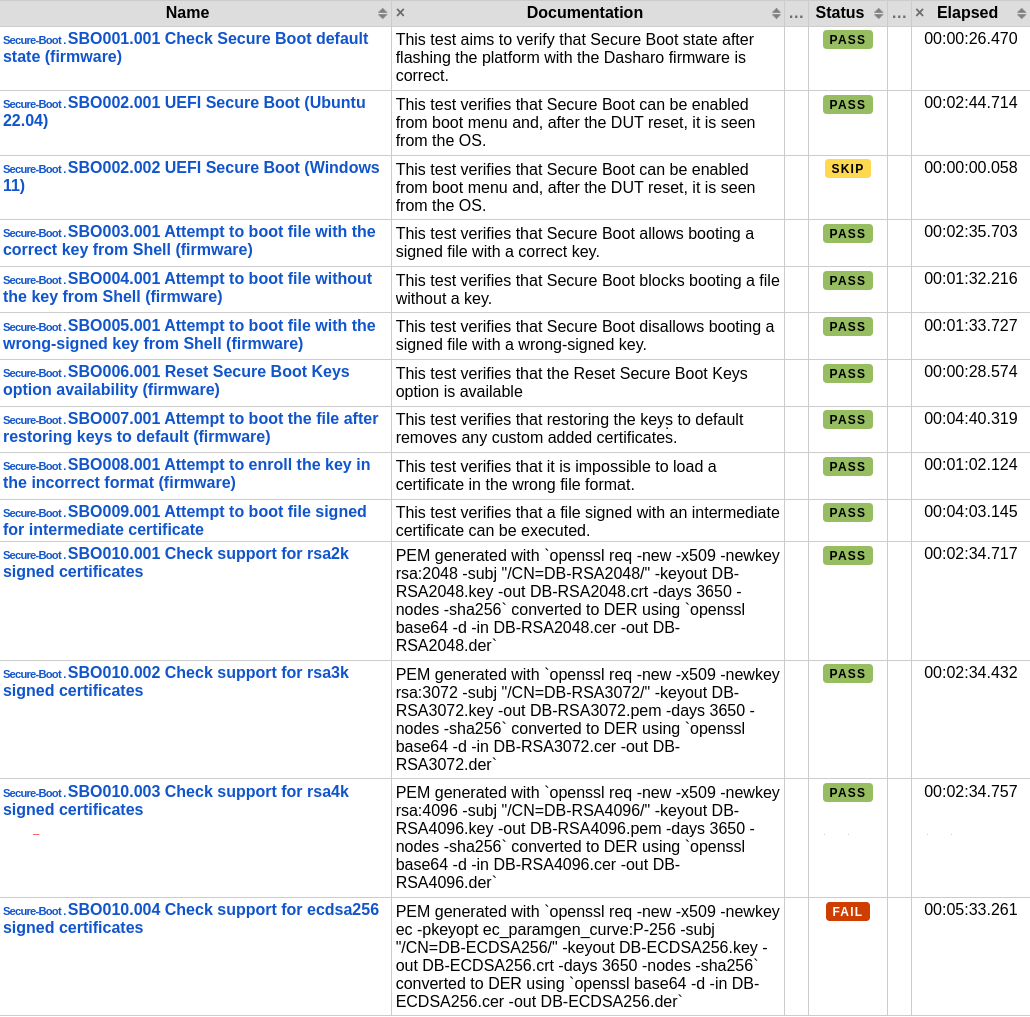 Name × Documentation ... Status ... × Elapsed
Secure-Boot . SBO001.001 Check Secure Boot default
state (firmware)
This test aims to verify that Secure Boot state after
flashing the platform with the Dasharo firmware is
correct.
PASS
00:00:26.470
Secure-Boot . SBO002.001 UEFI Secure Boot (Ubuntu
22.04)
This test verifies that Secure Boot can be enabled
from boot menu and, after the DUT reset, it is seen
from the OS.
PASS
00:02:44.714
Secure-Boot . SBO002.002 UEFI Secure Boot (Windows
11)
This test verifies that Secure Boot can be enabled
from boot menu and, after the DUT reset, it is seen
from the OS.
SKIP
00:00:00.058
Secure-Boot . SBO003.001 Attempt to boot file with the
correct key from Shell (firmware)
This test verifies that Secure Boot allows booting a
signed file with a correct key.
PASS
00:02:35.703
Secure-Boot . SBO004.001 Attempt to boot file without
the key from Shell (firmware)
This test verifies that Secure Boot blocks booting a file
without a key.
PASS
00:01:32.216
Secure-Boot . SBO005.001 Attempt to boot file with the
wrong-signed key from Shell (firmware)
This test verifies that Secure Boot disallows booting a
signed file with a wrong-signed key.
PASS
00:01:33.727
Secure-Boot . SBO006.001 Reset Secure Boot Keys
option availability (firmware)
This test verifies that the Reset Secure Boot Keys
option is available
PASS
00:00:28.574
Secure-Boot . SBO007.001 Attempt to boot the file after
restoring keys to default (firmware)
This test verifies that restoring the keys to default
removes any custom added certificates.
PASS
00:04:40.319
Secure-Boot . SBO008.001 Attempt to enroll the key in
the incorrect format (firmware)
This test verifies that it is impossible to load a
certificate in the wrong file format.
PASS
00:01:02.124
Secure-Boot . SBO009.001 Attempt to boot file signed
for intermediate certificate
This test verifies that a file signed with an intermediate
certificate can be executed.
PASS
00:04:03.145
Secure-Boot . SBO010.001 Check support for rsa2k
signed certificates
PEM generated with `openssl req -new -x509 -newkey
rsa:2048 -subj "/CN=DB-RSA2048/" -keyout DB-
RSA2048.key -out DB-RSA2048.crt -days 3650 -
nodes -sha256` converted to DER using `openssl
base64 -d -in DB-RSA2048.cer -out DB-
RSA2048.der`
PASS
00:02:34.717
Secure-Boot . SBO010.002 Check support for rsa3k
signed certificates
PEM generated with `openssl req -new -x509 -newkey
rsa:3072 -subj "/CN=DB-RSA3072/" -keyout DB-
RSA3072.key -out DB-RSA3072.pem -days 3650 -
nodes -sha256` converted to DER using `openssl
base64 -d -in DB-RSA3072.cer -out DB-
RSA3072.der`
PASS
00:02:34.432
Secure-Boot . SBO010.003 Check support for rsa4k
signed certificates
PEM generated with `openssl req -new -x509 -newkey
rsa:4096 -subj "/CN=DB-RSA4096/" -keyout DB-
RSA4096.key -out DB-RSA4096.pem -days 3650 -
nodes -sha256` converted to DER using `openssl
base64 -d -in DB-RSA4096.cer -out DB-
RSA4096.der`
PASS
00:02:34.757
Secure-Boot . SBO010.004 Check support for ecdsa256
signed certificates
PEM generated with `openssl req -new -x509 -newkey
ec -pkeyopt ec_paramgen_curve:P-256 -subj
"/CN=DB-ECDSA256/" -keyout DB-ECDSA256.key -
out DB-ECDSA256.crt -days 3650 -nodes -sha256`
converted to DER using `openssl base64 -d -in DB-
ECDSA256.cer -out DB-ECDSA256.der`
FAIL
00:05:33.261